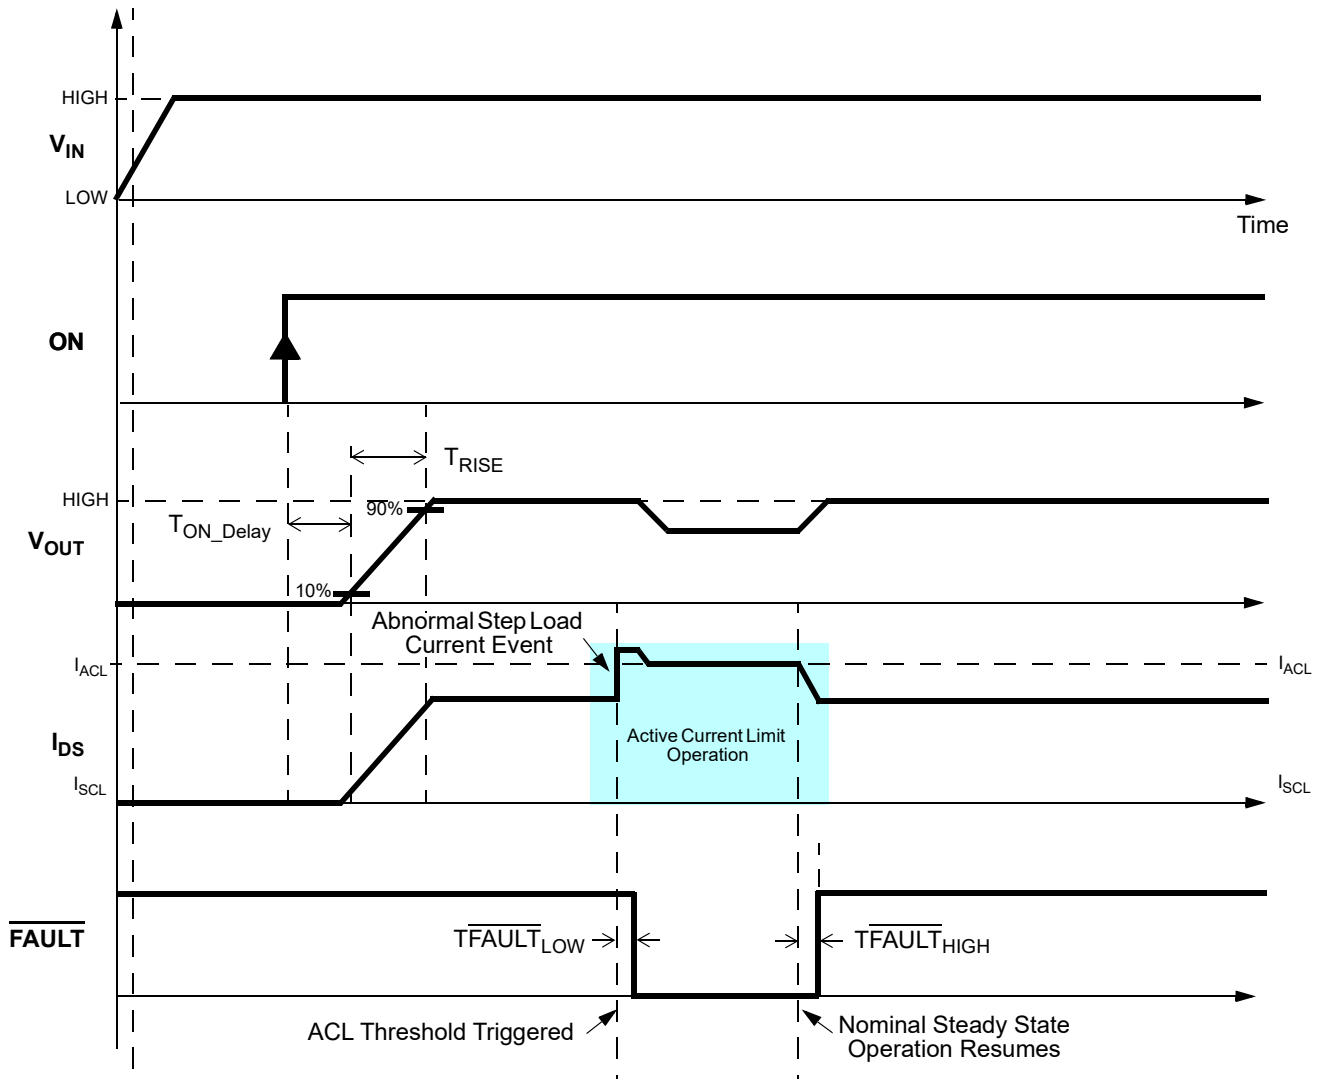 HIGH
VIN
LOW
Time
ON
TRISE
HIGH
90%
TON_Delay
VOUT
10%
Abnormal Step Load
Current Event
IACL
IACL
IDS
Active Current Limit
Operation
ISCL
ISCL
FAULT
TFAULTLOW
TFAULTHIGH
ACL Threshold Triggered
Nominal Steady State
Operation Resumes